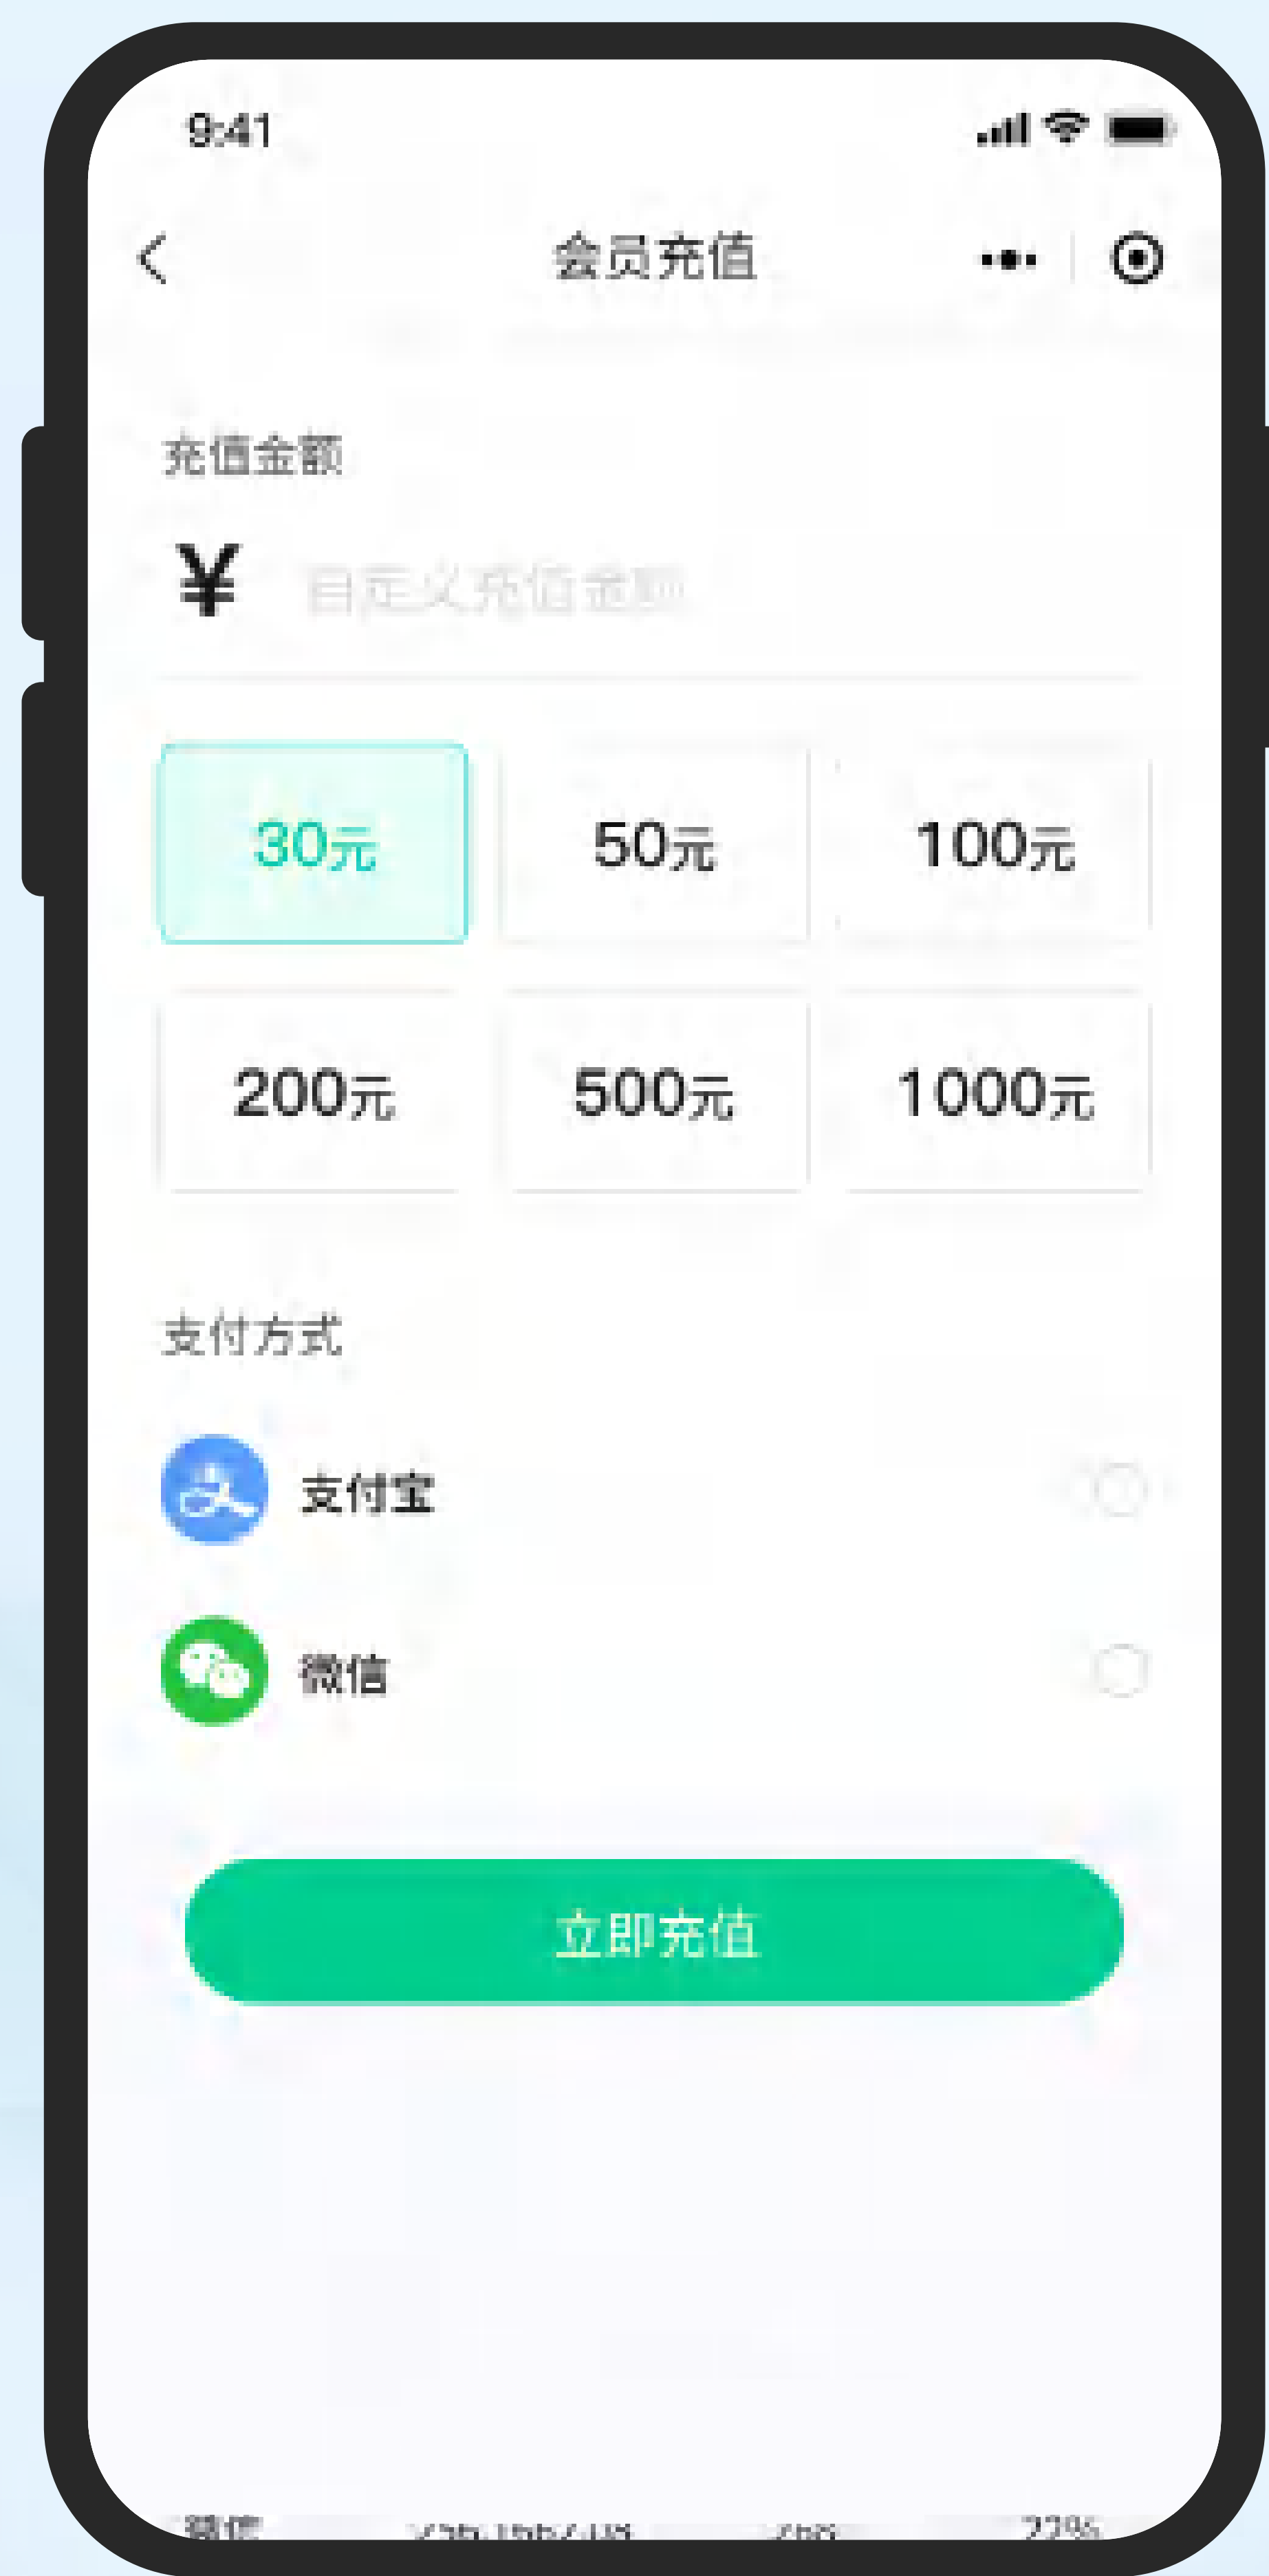 9:41
会员充值
充值金额
¥ 自定义充值金额
30元 50元 100元
200元 500元 1000元
支付方式
支付宝
微信
立即充值